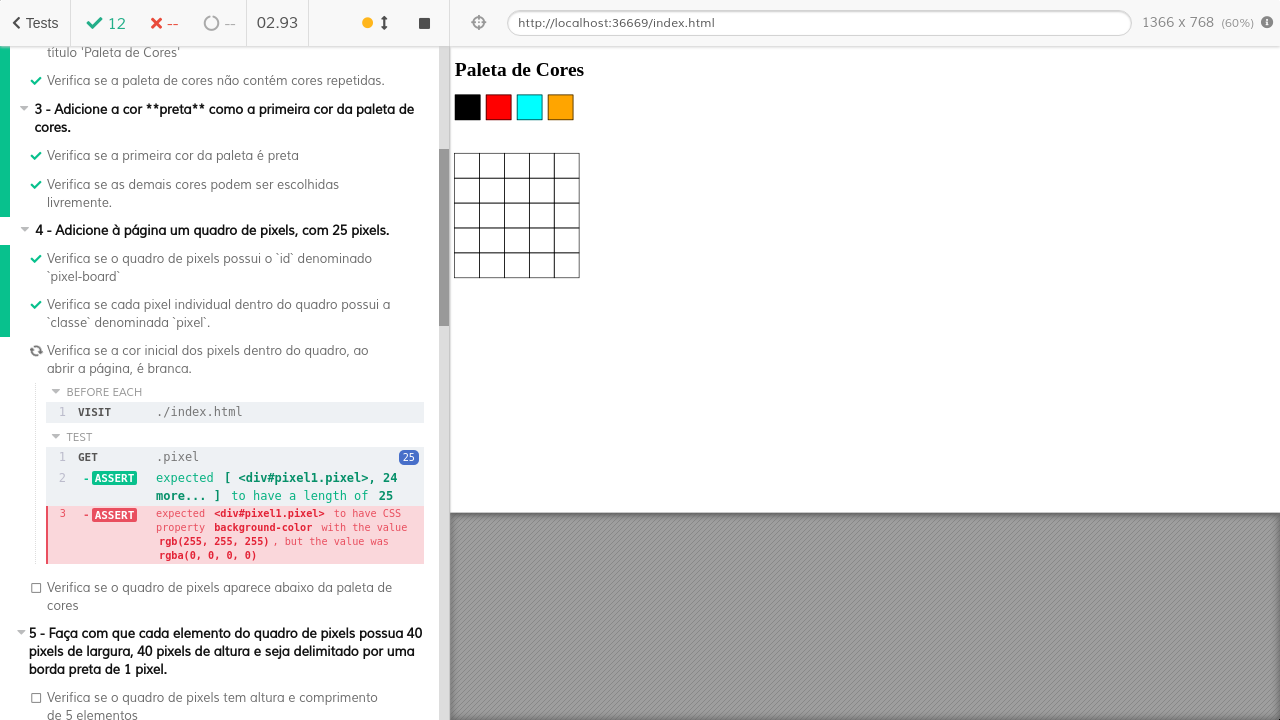 Tests 12 -- -- 02.93 http://localhost:36669/index.html 1366 x 768 (60%)
título 'Paleta de Cores'
Verifica se a paleta de cores não contém cores repetidas.
3 - Adicione a cor **preta** como a primeira cor da paleta de
cores.
Verifica se a primeira cor da paleta é preta
Verifica se as demais cores podem ser escolhidas
livremente.
4 - Adicione à página um quadro de pixels, com 25 pixels.
Verifica se o quadro de pixels possui o `id` denominado
`pixel-board`
Verifica se cada pixel individual dentro do quadro possui a
`classe` denominada `pixel`.
Verifica se a cor inicial dos pixels dentro do quadro, ao
abrir a página, é branca.
BEFORE EACH
1 VISIT ./index.html
TEST
1 GET .pixel 25
2 -ASSERT expected [ <div#pixel1.pixel>, 24
more... ] to have a length of 25
3 -ASSERT expected <div#pixel1.pixel> to have CSS
property background-color with the value
rgb(255, 255, 255), but the value was
rgba(0, 0, 0, 0)
Verifica se o quadro de pixels aparece abaixo da paleta de
cores
5 - Faça com que cada elemento do quadro de pixels possua 40
pixels de largura, 40 pixels de altura e seja delimitado por uma
borda preta de 1 pixel.
Verifica se o quadro de pixels tem altura e comprimento
de 5 elementos
Paleta de Cores